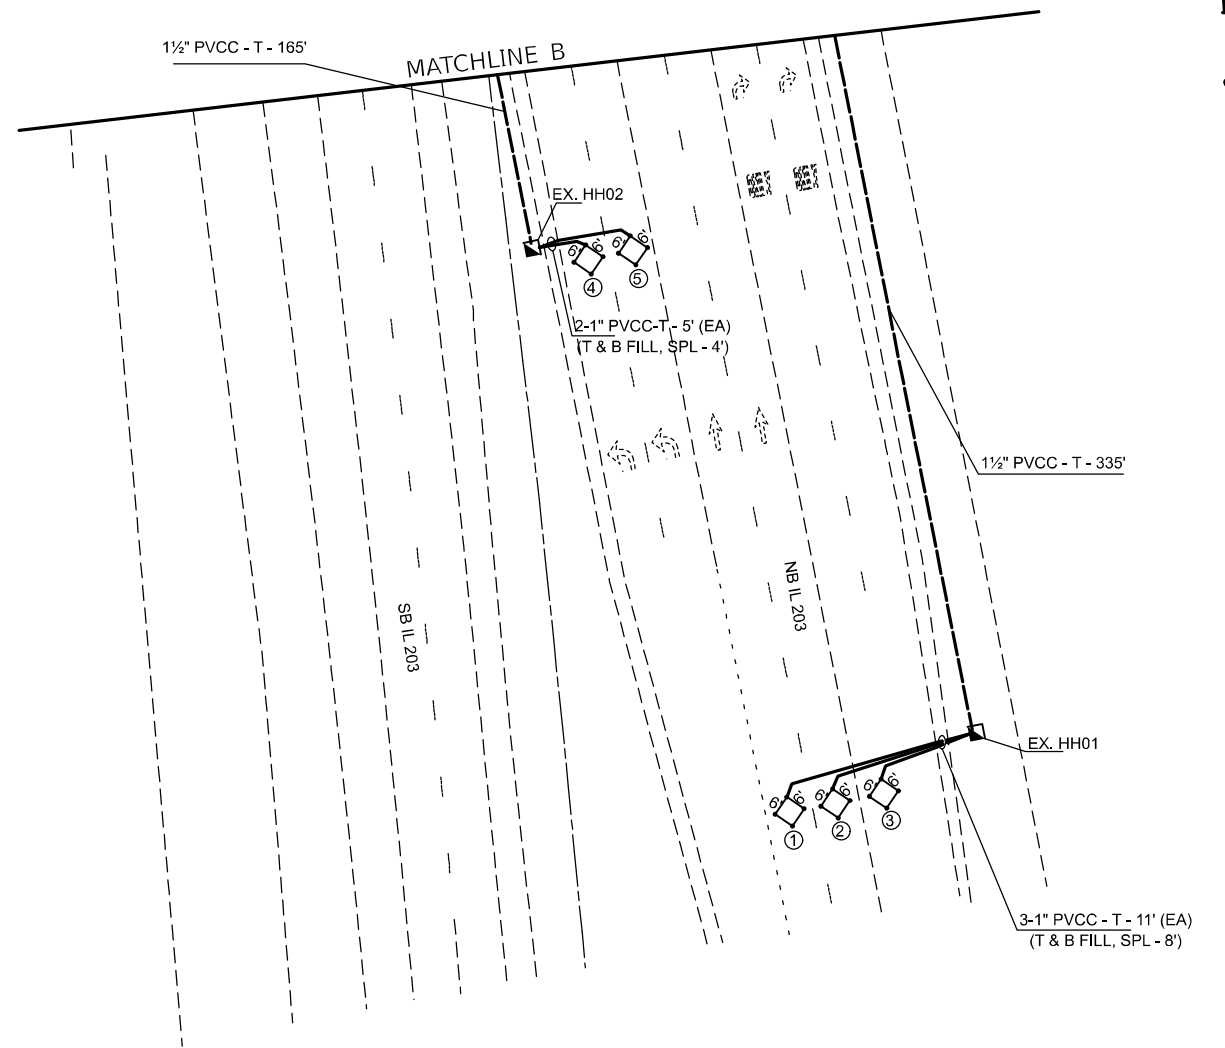 1½" PVCC - T - 165'
MATCHLINE B
EX. HH02
6' 6'
6' 6'
4
5
2-1" PVCC-T - 5' (EA)
(T & B FILL, SPL - 4')
1½" PVCC - T - 335'
NB IL 203
SB IL 203
EX. HH01
6' 6'
6' 6'
6' 6'
1
2
3
3-1" PVCC - T - 11' (EA)
(T & B FILL, SPL - 8')